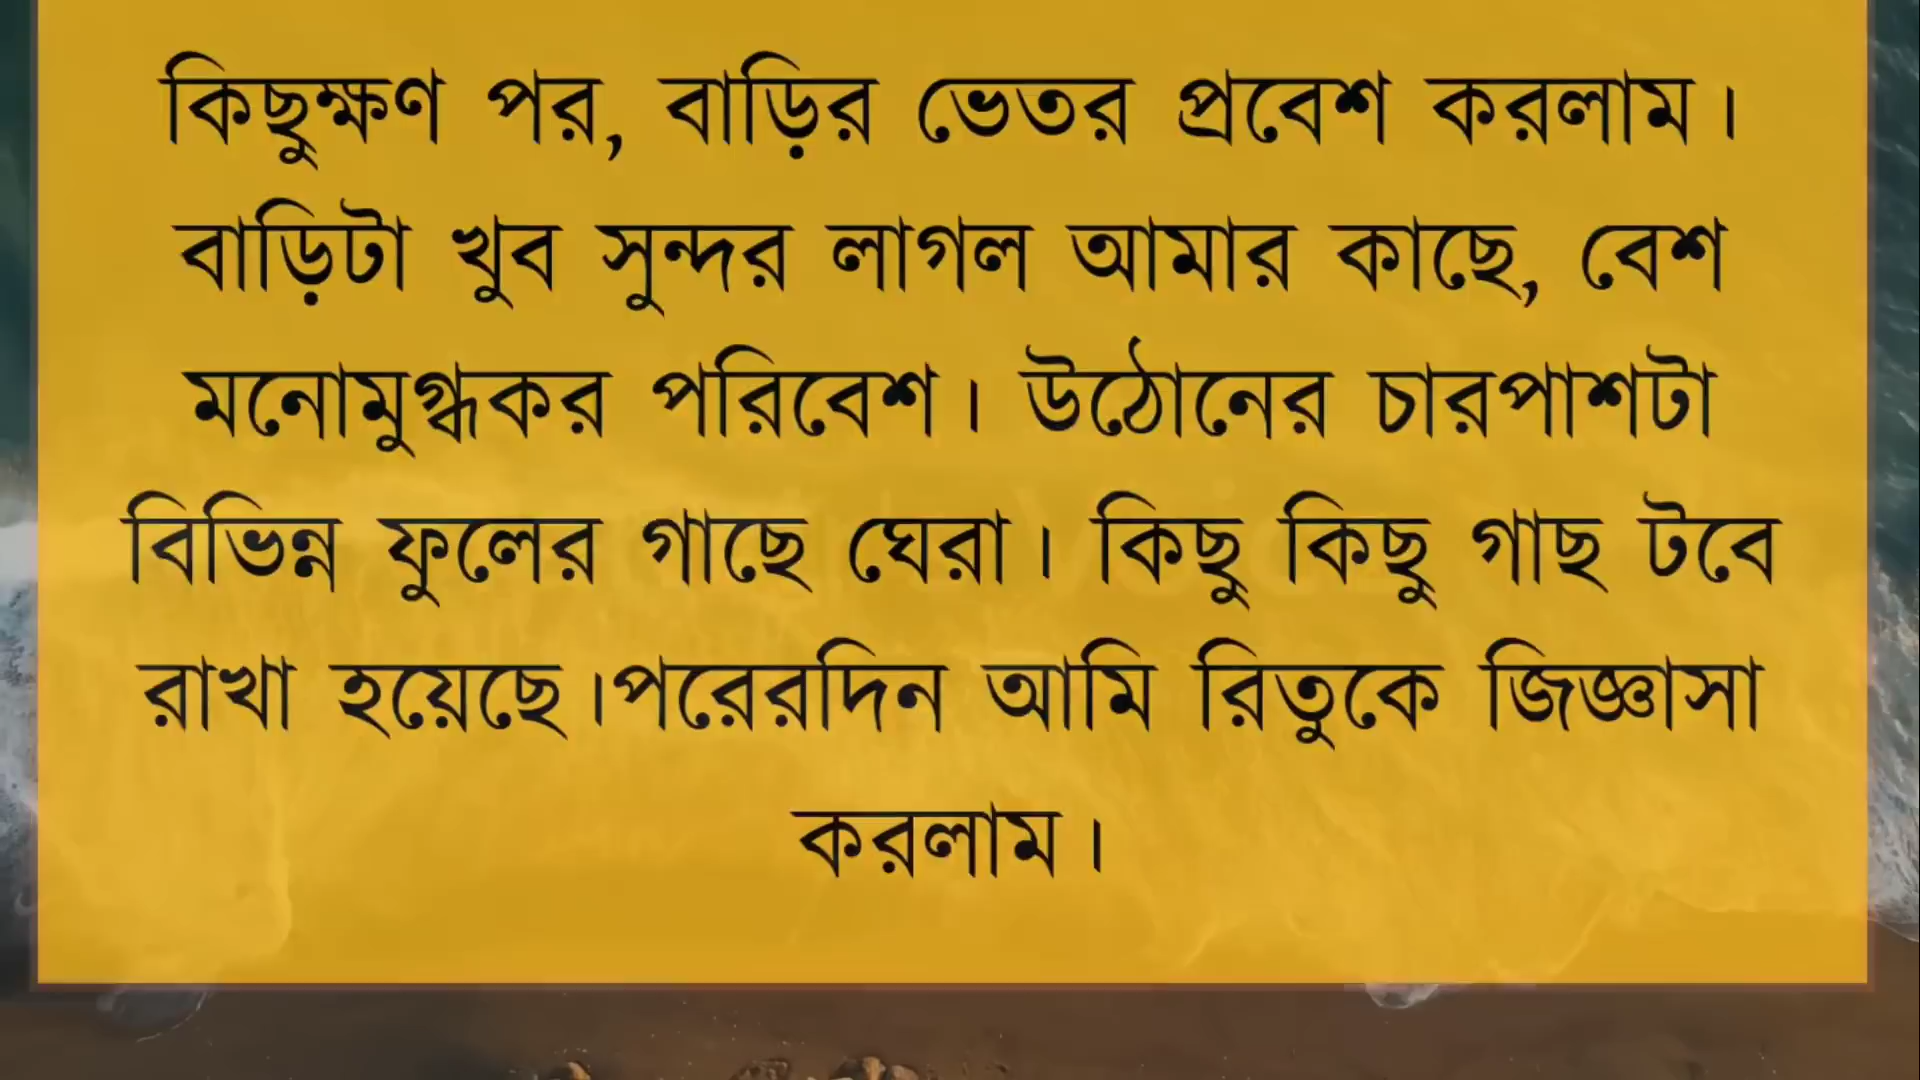 কিছুক্ষণ পর, বাড়ির ভেতর প্রবেশ করলাম।
বাড়িটা খুব সুন্দর লাগল আমার কাছে, বেশ
মনোমুগ্ধকর পরিবেশ। উঠোনের চারপাশটা
বিভিন্ন ফুলের গাছে ঘেরা। কিছু কিছু গাছ টবে
রাখা হয়েছে।পরেরদিন আমি রিতুকে জিজ্ঞাসা
করলাম।